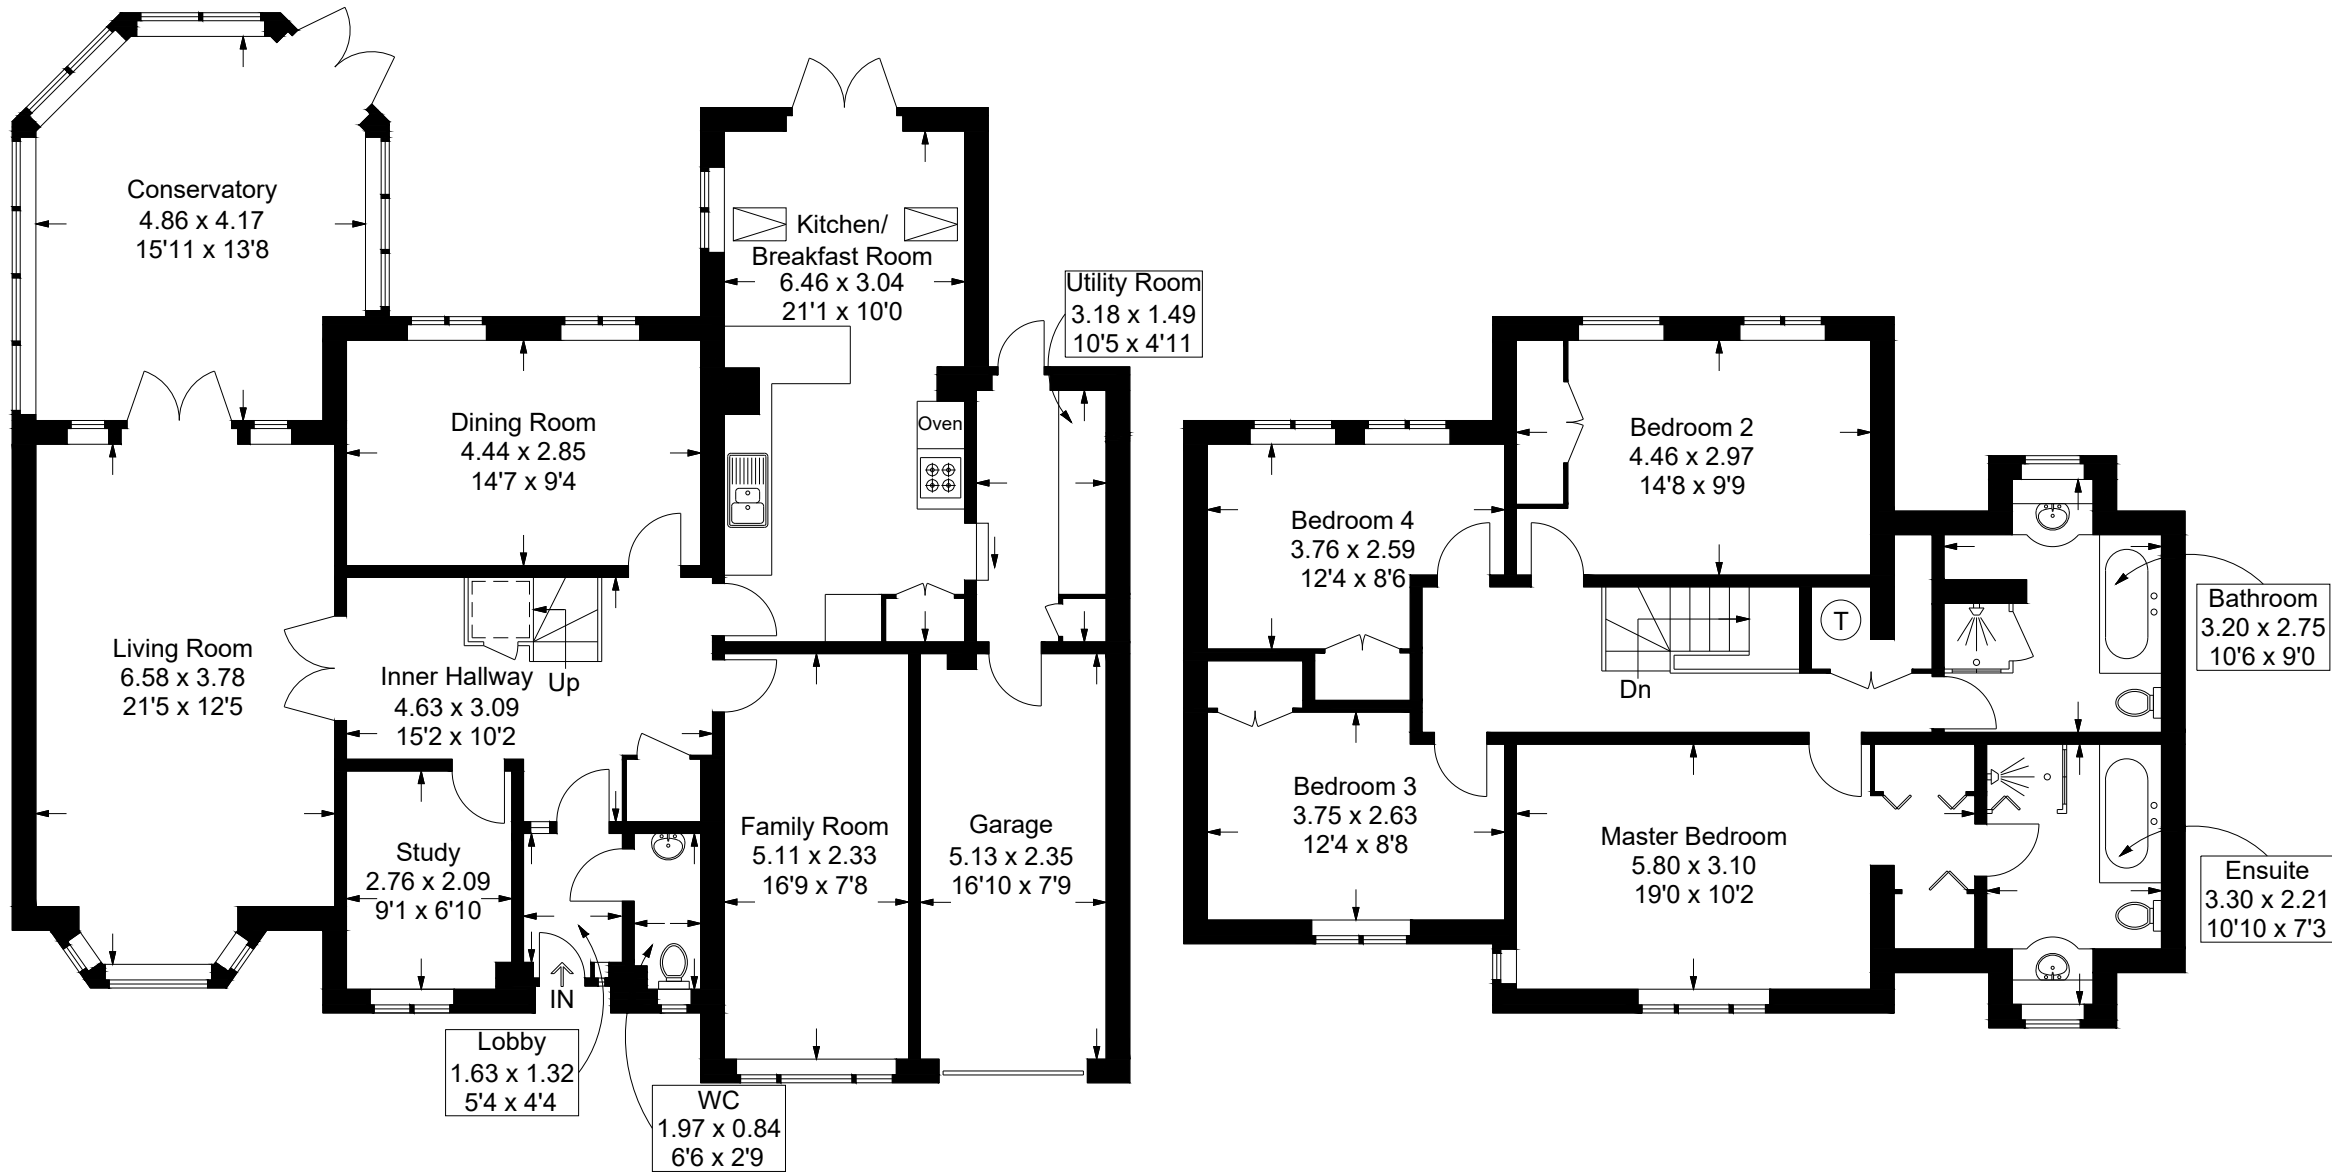 Conservatory
4.86 x 4.17
15'11 x 13'8
Kitchen/
Breakfast Room
6.46 x 3.04
21'1 x 10'0
Utility Room
3.18 x 1.49
10'5 x 4'11
Dining Room
4.44 x 2.85
14'7 x 9'4
Oven
Living Room
6.58 x 3.78
21'5 x 12'5
Inner Hallway
4.63 x 3.09
15'2 x 10'2
Up
Study
2.76 x 2.09
9'1 x 6'10
Family Room
5.11 x 2.33
16'9 x 7'8
Garage
5.13 x 2.35
16'10 x 7'9
IN
Lobby
1.63 x 1.32
5'4 x 4'4
WC
1.97 x 0.84
6'6 x 2'9
Bedroom 2
4.46 x 2.97
14'8 x 9'9
Bedroom 4
3.76 x 2.59
12'4 x 8'6
T
Dn
Bathroom
3.20 x 2.75
10'6 x 9'0
Bedroom 3
3.75 x 2.63
12'4 x 8'8
Master Bedroom
5.80 x 3.10
19'0 x 10'2
Ensuite
3.30 x 2.21
10'10 x 7'3